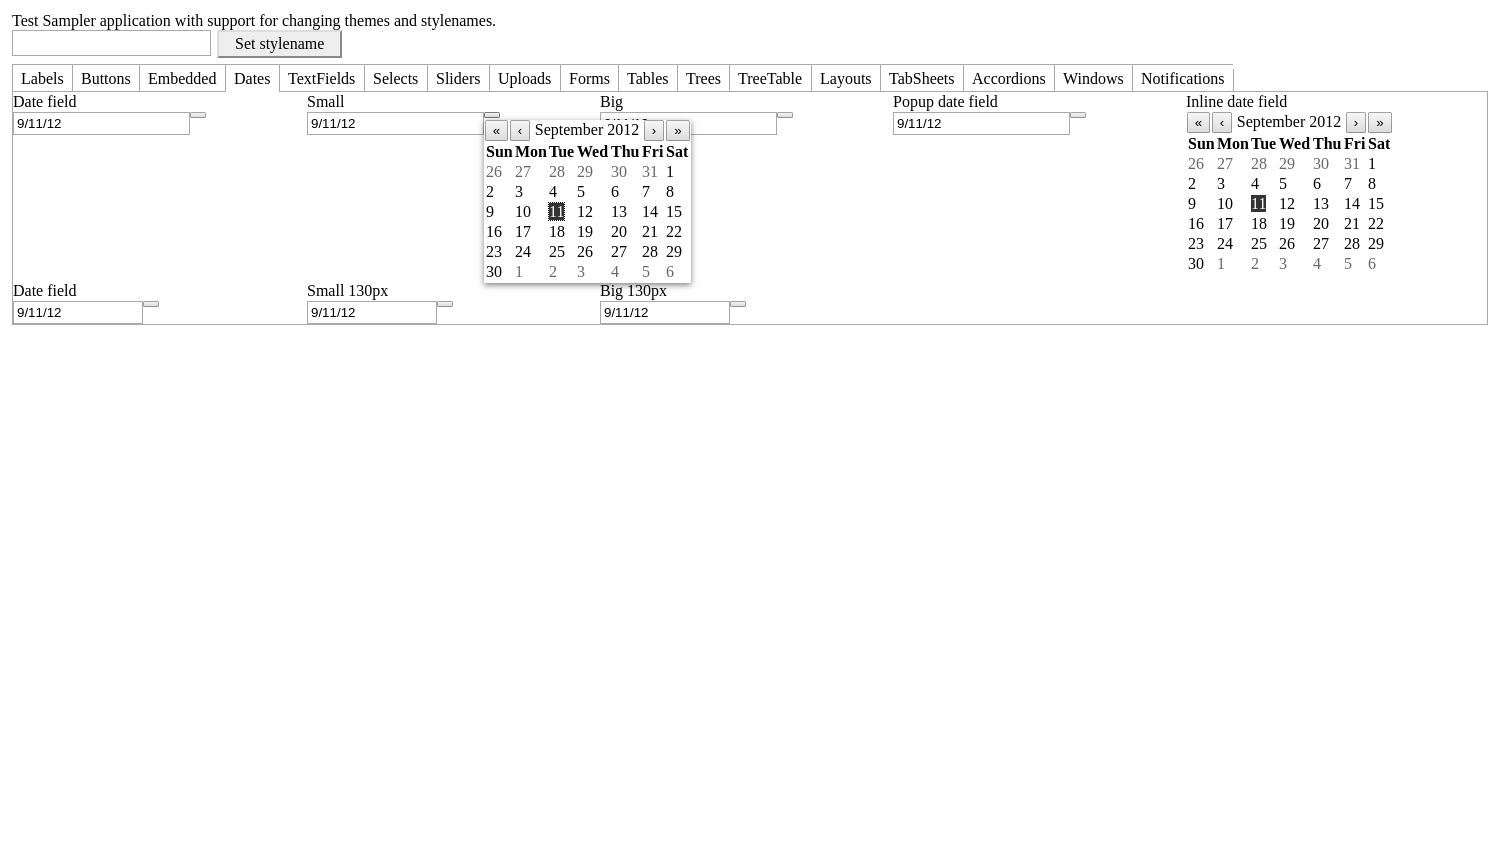 Test Sampler application with support for changing themes and stylenames.
Set stylename
Labels Buttons Embedded Dates TextFields Selects Sliders Uploads Forms Tables Trees TreeTable Layouts TabSheets Accordions Windows Notifications
Date field Small Big Popup date field Inline date field
9/11/12 9/11/12 9/11/12
« ‹ September 2012 › »
Sun Mon Tue Wed Thu Fri Sat
26 27 28 29 30 31 1
2 3 4 5 6 7 8
9 10 11 12 13 14 15
16 17 18 19 20 21 22
23 24 25 26 27 28 29
30 1 2 3 4 5 6
« ‹ September 2012 › »
Sun Mon Tue Wed Thu Fri Sat
26 27 28 29 30 31 1
2 3 4 5 6 7 8
9 10 11 12 13 14 15
16 17 18 19 20 21 22
23 24 25 26 27 28 29
30 1 2 3 4 5 6
Date field Small 130px Big 130px
9/11/12 9/11/12 9/11/12